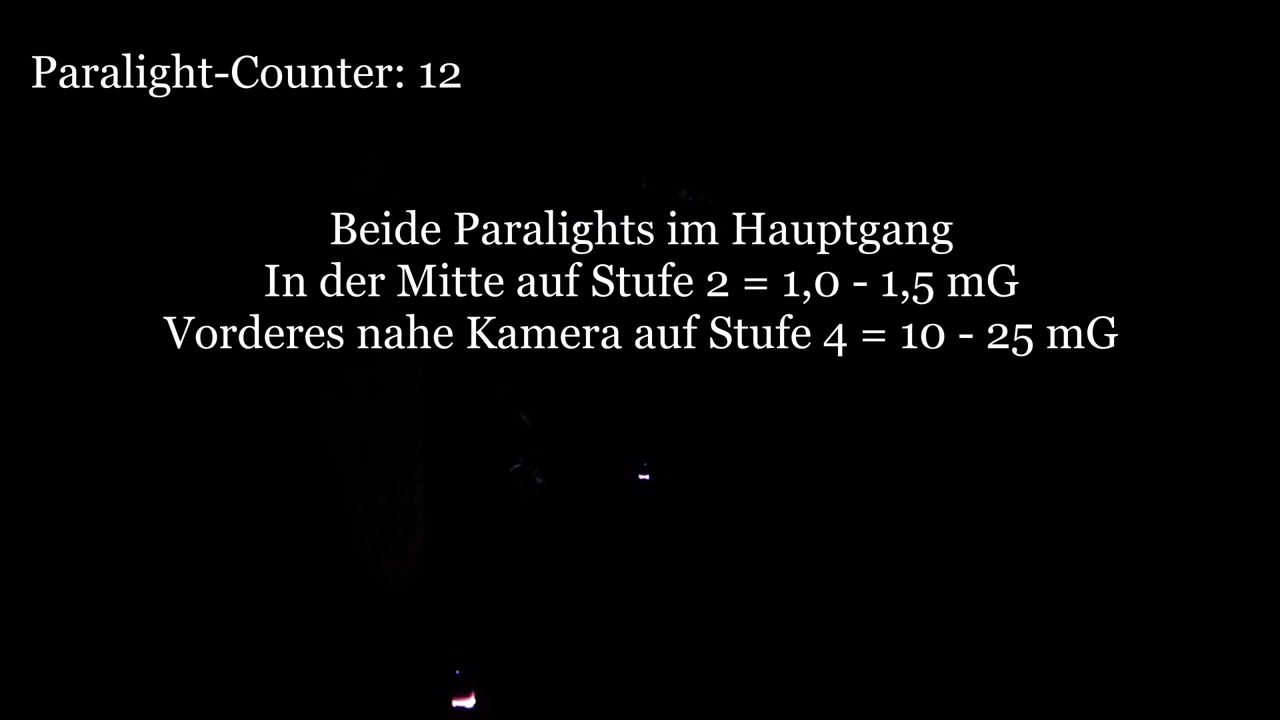 Paralight-Counter: 12
Beide Paralights im Hauptgang
In der Mitte auf Stufe 2 = 1,0 - 1,5 mG
Vorderes nahe Kamera auf Stufe 4 = 10 - 25 mG